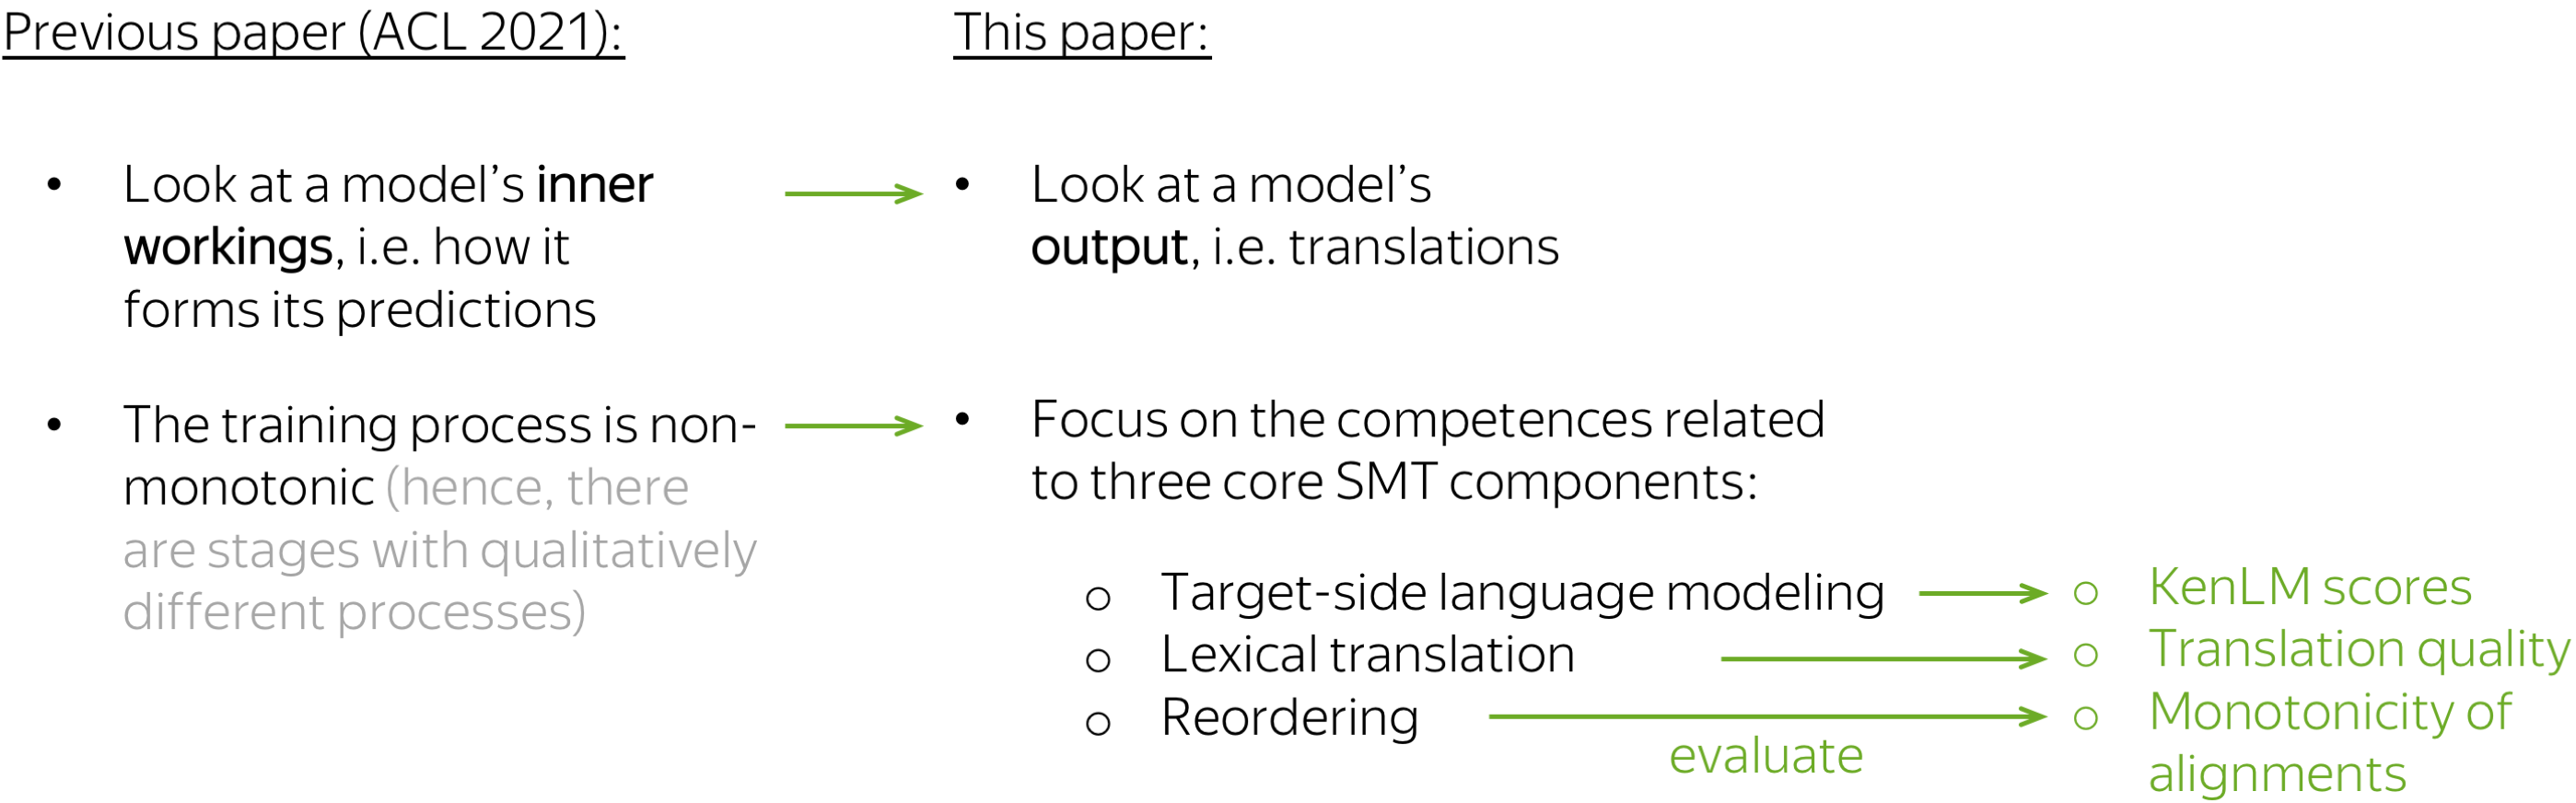 Previous paper (ACL 2021):
• Look at a model’s inner
workings, i.e. how it
forms its predictions
• The training process is non-
monotonic (hence, there
are stages with qualitatively
different processes)
This paper:
• Look at a model’s
output, i.e. translations
• Focus on the competences related
to three core SMT components:
○ Target-side language modeling
○ Lexical translation
○ Reordering
evaluate
○ KenLM scores
○ Translation quality
○ Monotonicity of
alignments